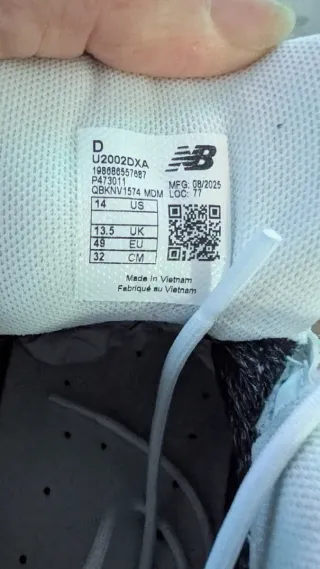 D
U2002DXA
198686557687
P473011
QBKNV1574 MDM
NB
MFG: 08/2025
LOC: 77
14 US
13.5 UK
49 EU
32 CM
Made in Vietnam
Fabriqué au Vietnam